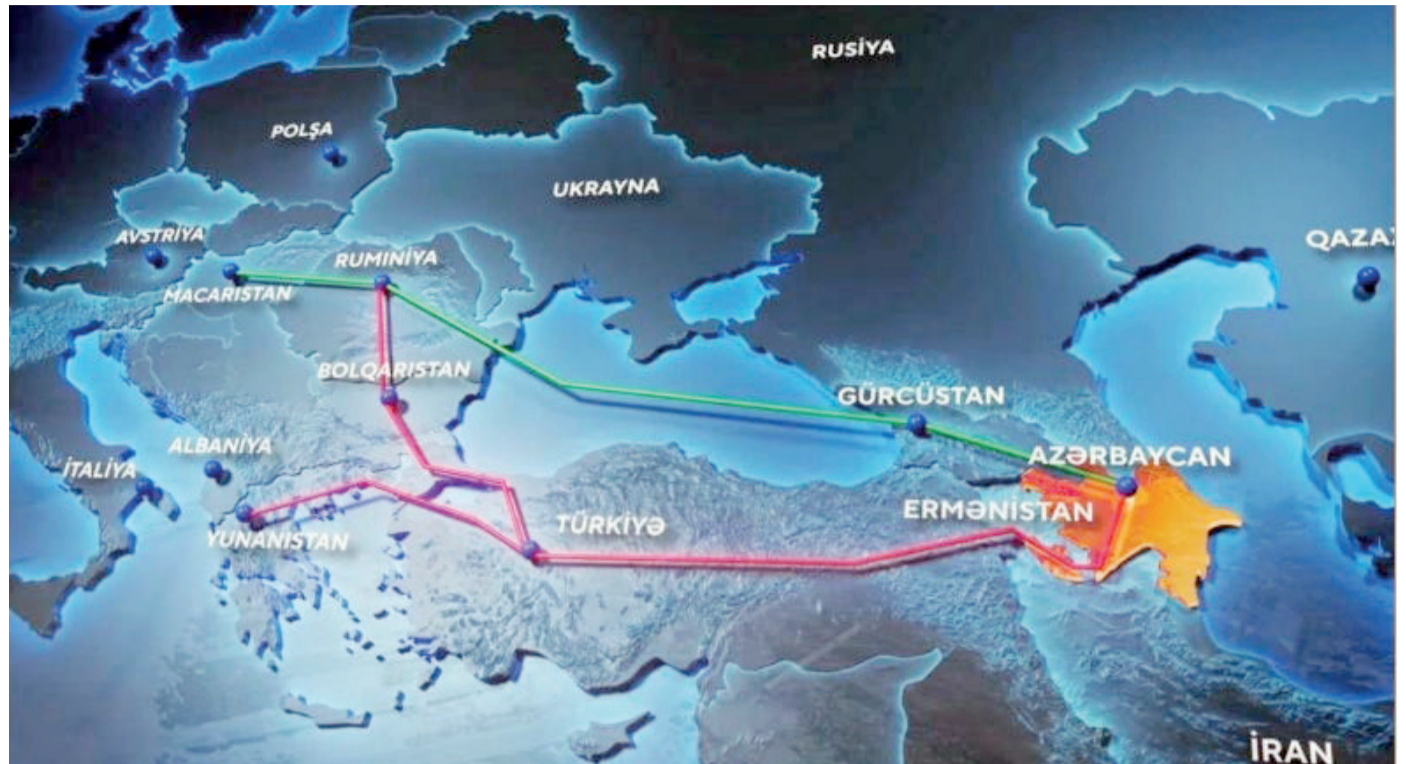 RUSİYA
POLŞA
UKRAYNA
AVSTRİYA
QAZAX
RUMINİYA
MACARISTAN
BOLQARISTAN
GÜRCÜSTAN
ALBANİYA
AZƏRBAYCAN
İTALİYA
ERMƏNİSTAN
TÜRKİYƏ
YUNANISTAN
İRAN